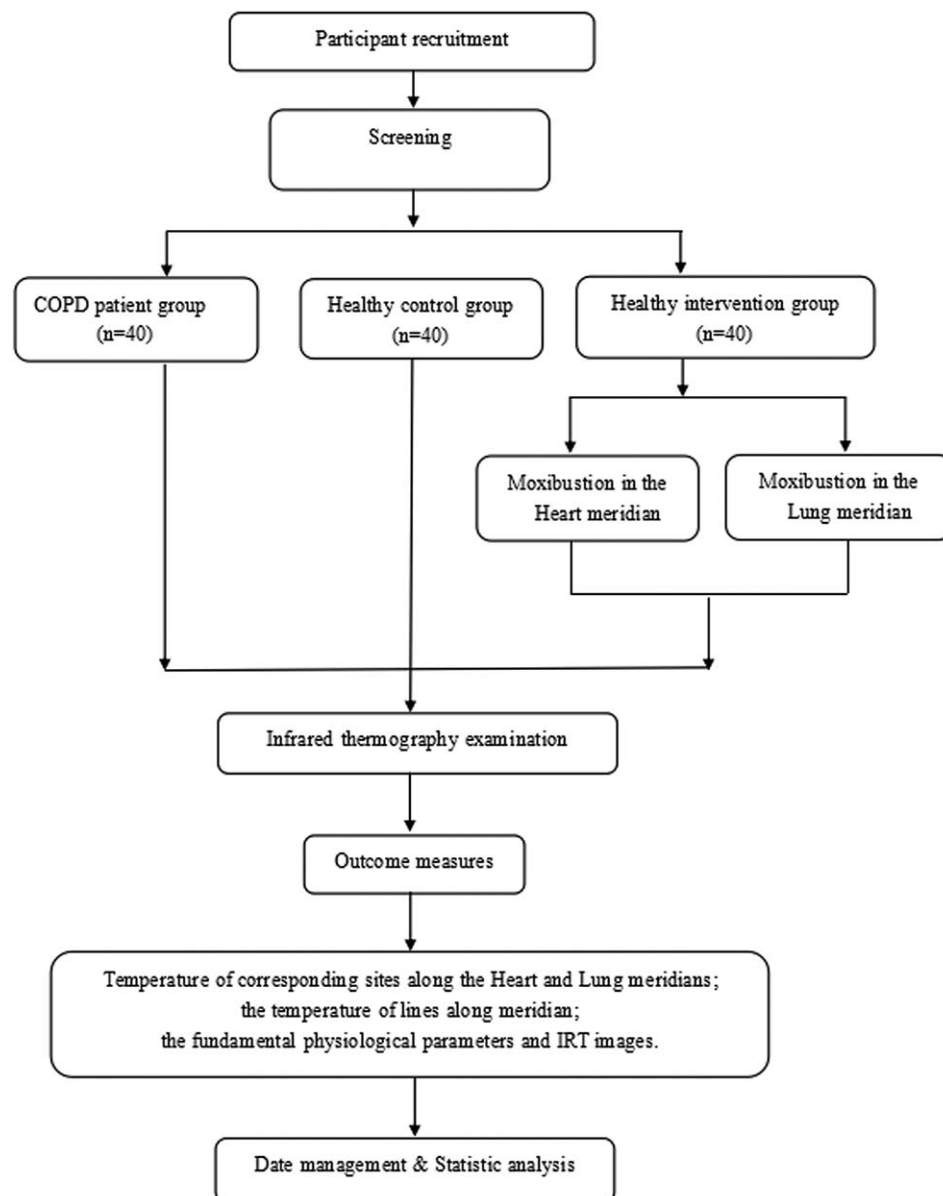 Participant recruitment
Screening
COPD patient group
(n=40)
Healthy control group
(n=40)
Healthy intervention group
(n=40)
Moxibustion in the
Heart meridian
Moxibustion in the
Lung meridian
Infrared thermography examination
Outcome measures
Temperature of corresponding sites along the Heart and Lung meridians;
the temperature of lines along meridian;
the fundamental physiological parameters and IRT images.
Date management & Statistic analysis